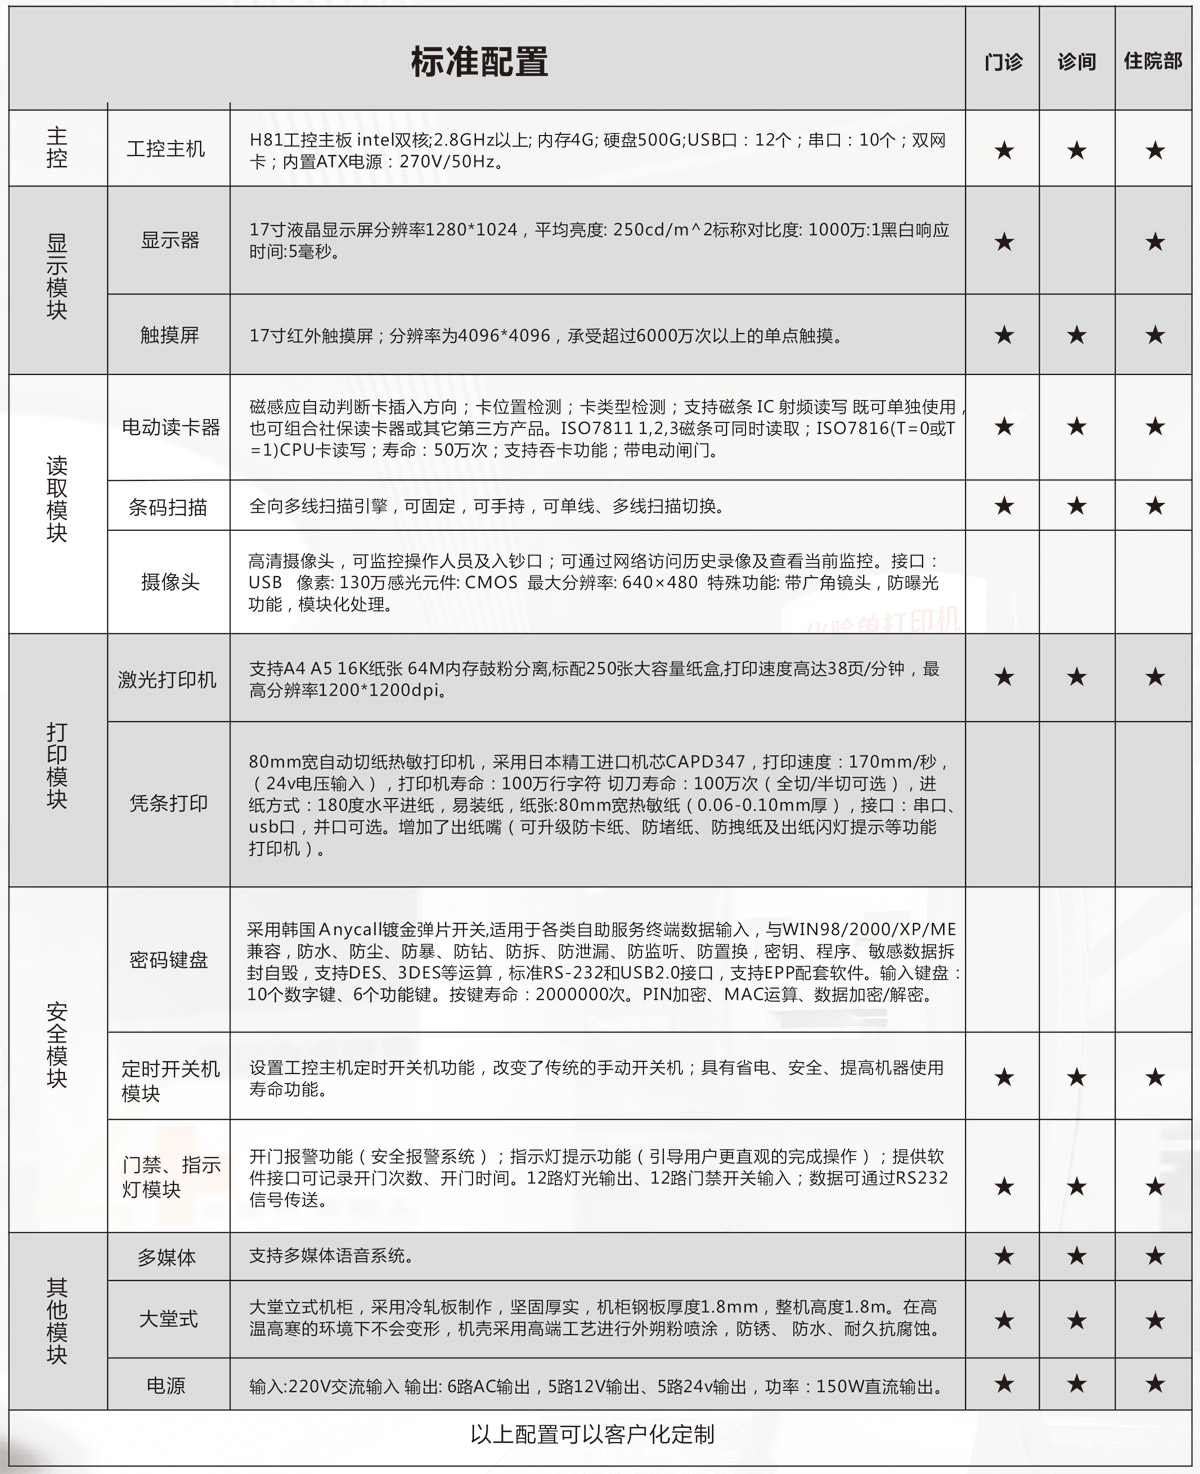 标准配置
门诊
诊间
住院部
主控
工控主机
H81工控主板 intel双核;2.8GHz以上; 内存4G; 硬盘500G;USB口：12个；串口：10个；双网
卡；内置ATX电源：270V/50Hz。
★ ★ ★
显示模块
显示器
17寸液晶显示屏分辨率1280*1024，平均亮度: 250cd/m^2标称对比度: 1000万:1黑白响应
时间:5毫秒。
★ ★
触摸屏
17寸红外触摸屏；分辨率为4096*4096，承受超过6000万次以上的单点触摸。
★ ★ ★
读取模块
电动读卡器
磁感应自动判断卡插入方向；卡位置检测；卡类型检测；支持磁条 IC 射频读写 既可单独使用，
也可组合社保读卡器或其它第三方产品。ISO7811 1,2,3磁条可同时读取；ISO7816(T=0或T
=1)CPU卡读写；寿命：50万次；支持吞卡功能；带电动闸门。
★ ★ ★
条码扫描
全向多线扫描引擎，可固定，可手持，可单线、多线扫描切换。
★ ★ ★
摄像头
高清摄像头，可监控操作人员及入钞口；可通过网络访问历史录像及查看当前监控。接口：
USB 像素: 130万感光元件: CMOS 最大分辨率: 640×480 特殊功能: 带广角镜头，防曝光
功能，模块化处理。
化验单打印机
打印模块
激光打印机
支持A4 A5 16K纸张 64M内存鼓粉分离,标配250张大容量纸盒,打印速度高达38页/分钟，最
高分辨率1200*1200dpi。
★ ★ ★
凭条打印
80mm宽自动切纸热敏打印机，采用日本精工进口机芯CAPD347，打印速度：170mm/秒，
（24v电压输入），打印机寿命：100万行字符 切刀寿命：100万次（全切/半切可选），进
纸方式：180度水平进纸，易装纸，纸张:80mm宽热敏纸（0.06-0.10mm厚），接口：串口、
usb口，并口可选。增加了出纸嘴（可升级防卡纸、防堵纸、防拽纸及出纸闪灯提示等功能
打印机）。
安全模块
密码键盘
采用韩国Anycall镀金弹片开关,适用于各类自助服务终端数据输入，与WIN98/2000/XP/ME
兼容，防水、防尘、防暴、防钻、防拆、防泄漏、防监听、防置换，密钥、程序、敏感数据拆
封自毁，支持DES、3DES等运算，标准RS-232和USB2.0接口，支持EPP配套软件。输入键盘：
10个数字键、6个功能键。按键寿命：2000000次。PIN加密、MAC运算、数据加密/解密。
定时开关机
模块
设置工控主机定时开关机功能，改变了传统的手动开关机；具有省电、安全、提高机器使用
寿命功能。
★ ★ ★
门禁、指示
灯模块
开门报警功能（安全报警系统）；指示灯提示功能（引导用户更直观的完成操作）；提供软
件接口可记录开门次数、开门时间。12路灯光输出、12路门禁开关输入；数据可通过RS232
信号传送。
★ ★ ★
其他模块
多媒体
支持多媒体语音系统。
★ ★ ★
大堂式
大堂立式机柜，采用冷轧板制作，坚固厚实，机柜钢板厚度1.8mm，整机高度1.8m。在高
温高寒的环境下不会变形，机壳采用高端工艺进行外朔粉喷涂，防锈、 防水、耐久抗腐蚀。
★ ★ ★
电源
输入:220V交流输入 输出: 6路AC输出，5路12V输出、5路24v输出，功率：150W直流输出。
★ ★ ★
以上配置可以客户化定制